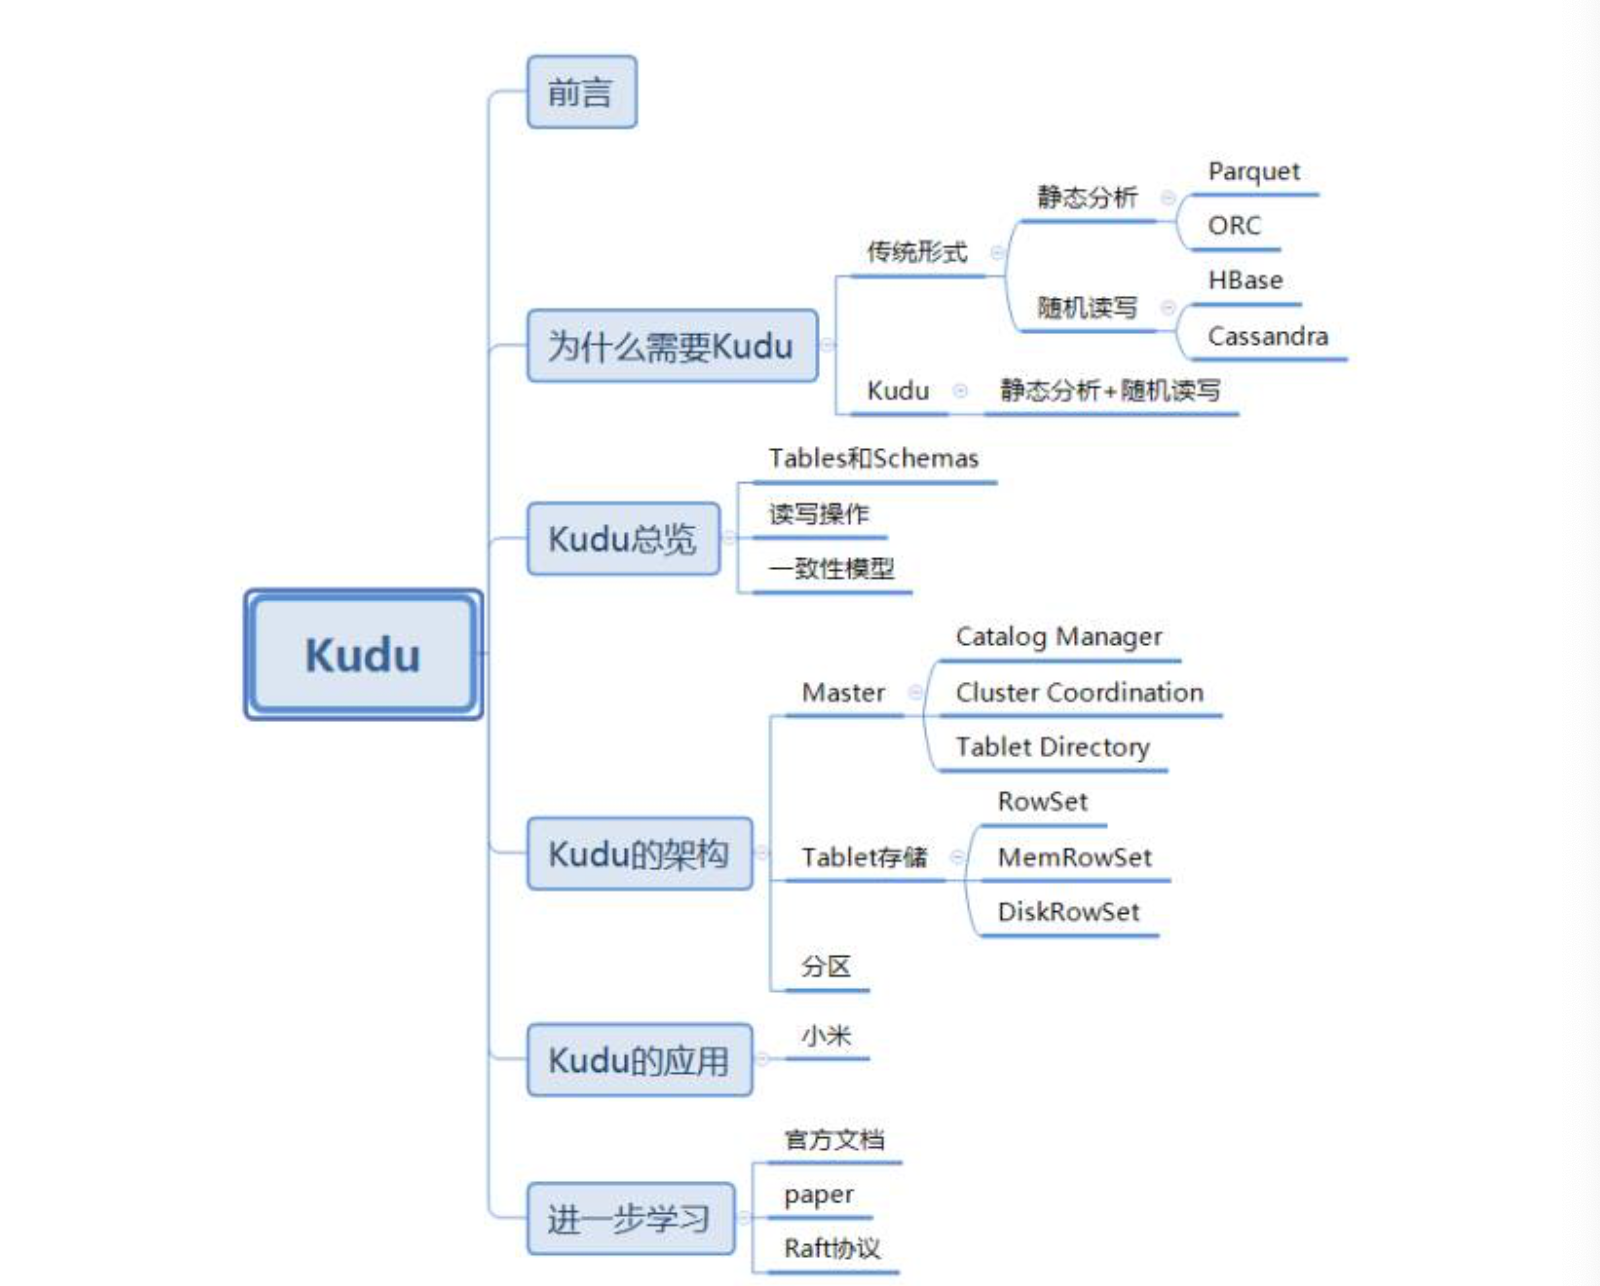 前言
Parquet
静态分析
ORC
传统形式
HBase
随机读写
Cassandra
为什么需要Kudu
Kudu
静态分析+随机读写
Tables和Schemas
读写操作
Kudu总览
一致性模型
Kudu
Catalog Manager
Master
Cluster Coordination
Tablet Directory
RowSet
Kudu的架构
Tablet存储
MemRowSet
DiskRowSet
分区
小米
Kudu的应用
官方文档
paper
进一步学习
Raft协议